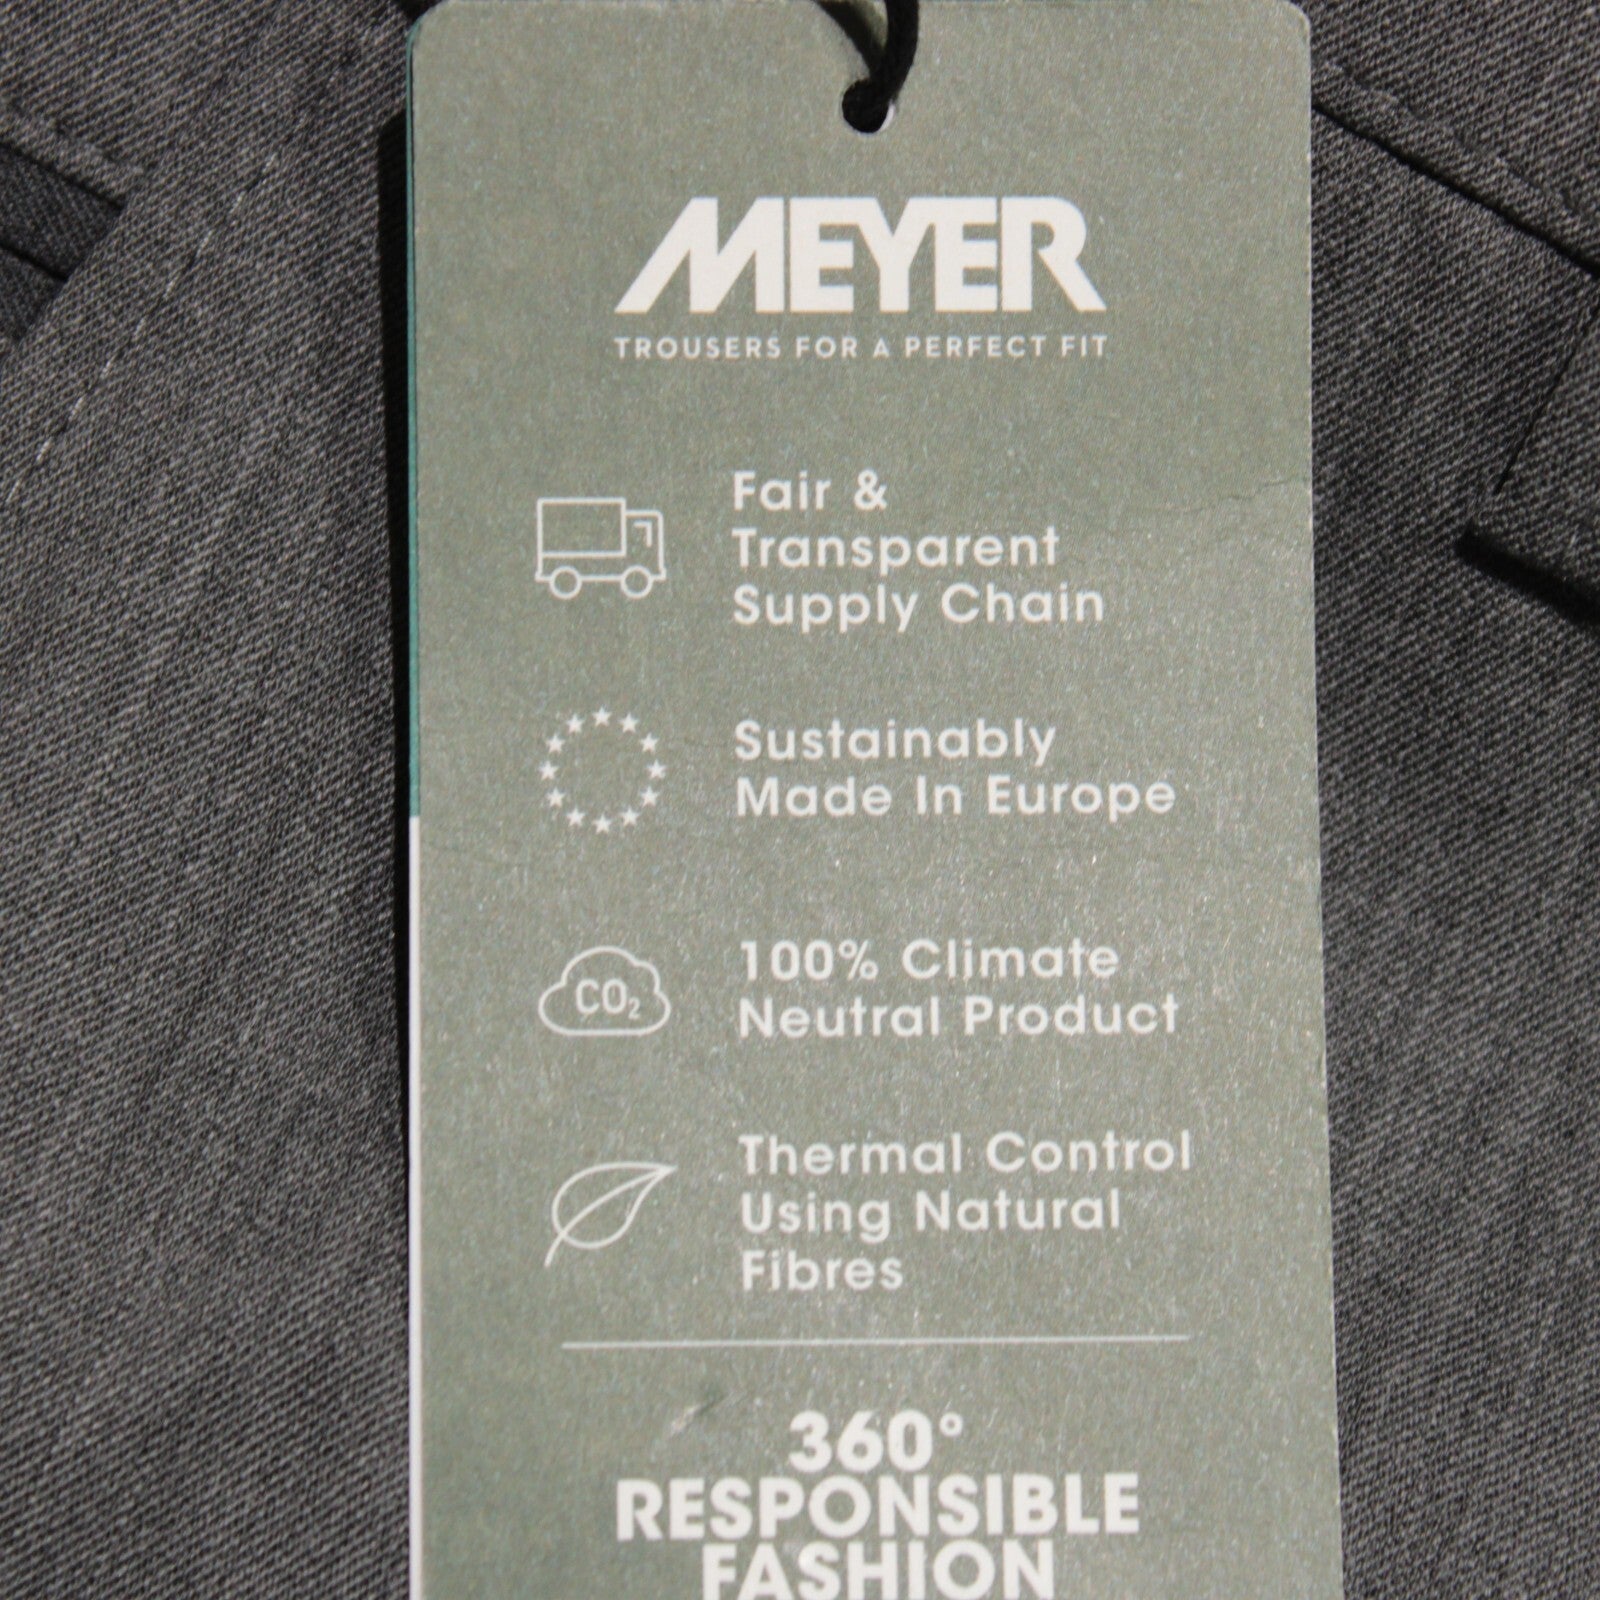 MEYER
TROUSERS FOR A PERFECT FIT
Fair &
Transparent
Supply Chain
Sustainably
Made In Europe
CO₂
100% Climate
Neutral Product
Thermal Control
Using Natural
Fibres
360°
RESPONSIBLE
FASHION